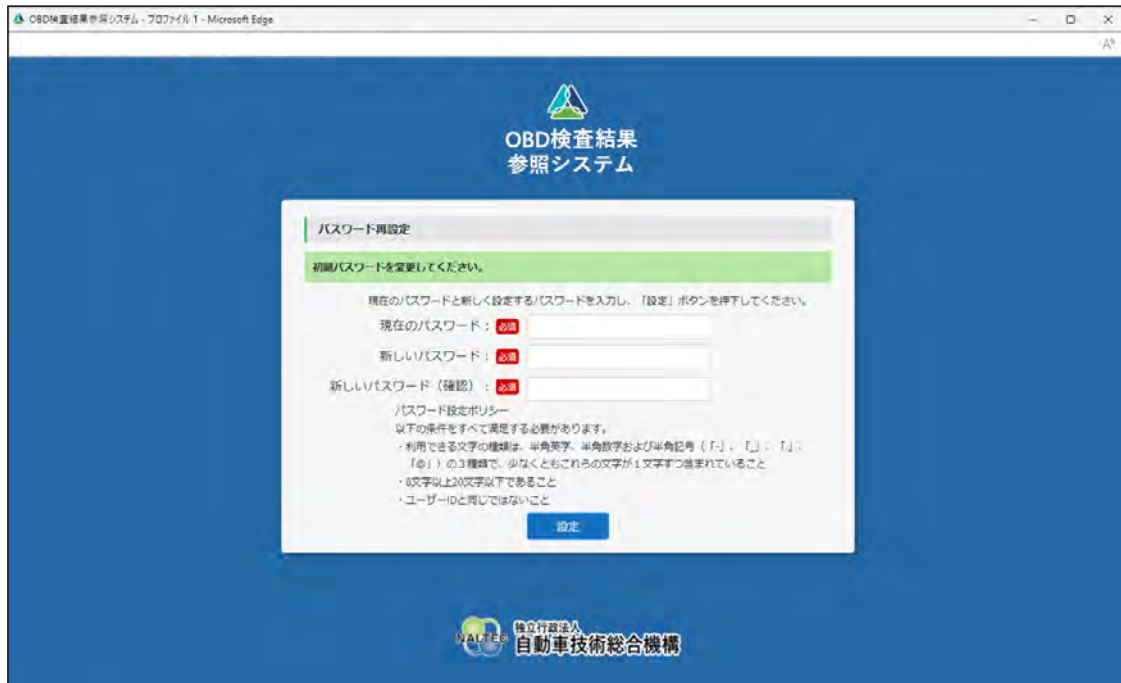 OBD検査結果参照システム - プロファイル 1 - Microsoft Edge
OBD検査結果
参照システム
パスワード再設定
初期パスワードを変更してください。
現在のパスワードと新しく設定するパスワードを入力し、「設定」ボタンを押下してください。
現在のパスワード： 必須
新しいパスワード： 必須
新しいパスワード（確認）： 必須
パスワード設定ポリシー
以下の条件をすべて満足する必要があります。
・利用できる文字の種類は、半角英字、半角数字および半角記号（「-」、「_」、「.」、
「@」）の３種類で、少なくともこれらの文字が１文字ずつ含まれていること
・8文字以上20文字以下であること
・ユーザーIDと同じではないこと
設定
NALTEC
独立行政法人
自動車技術総合機構